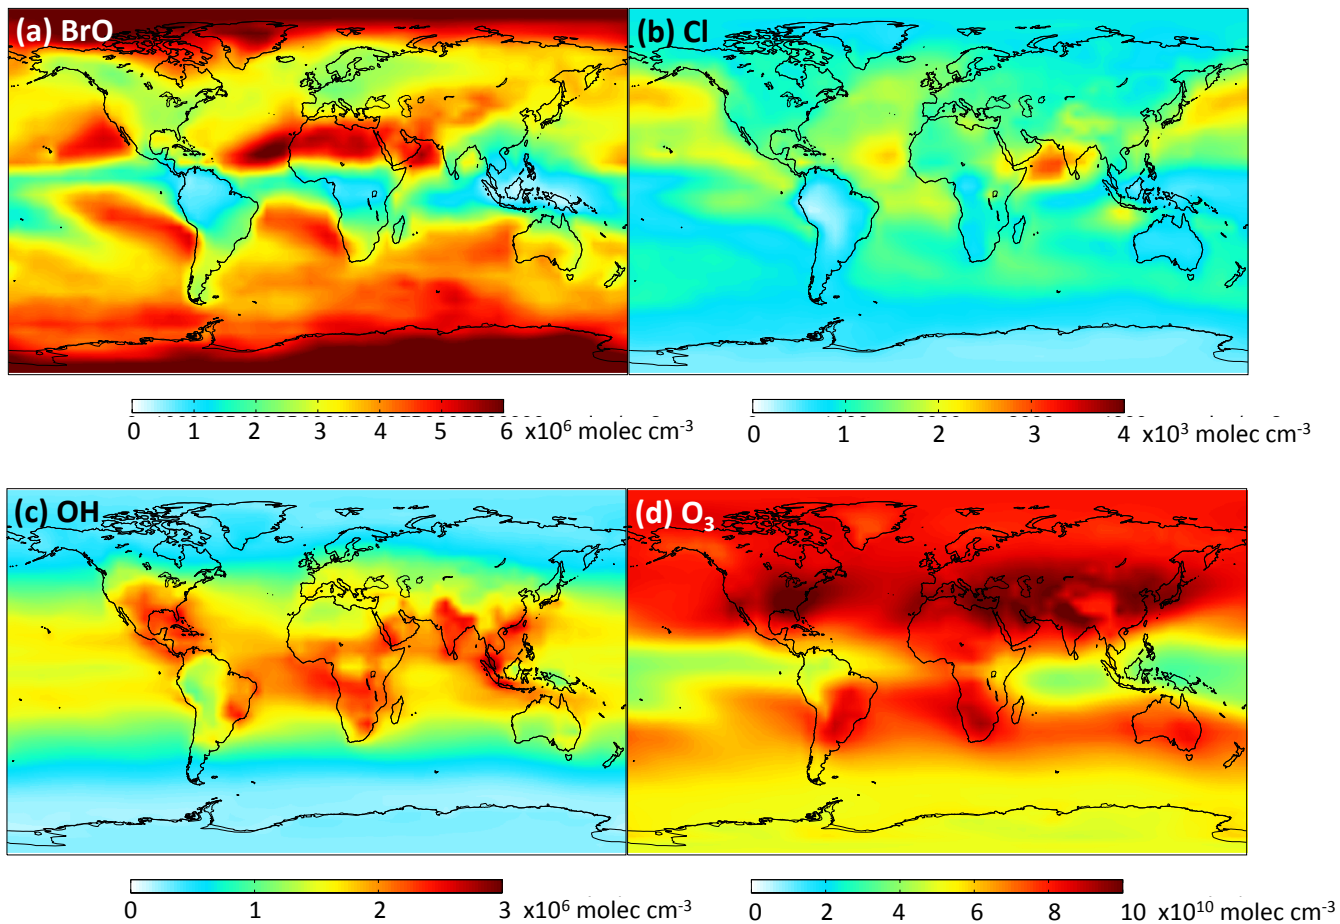 (a) BrO
(b) Cl
0 1 2 3 4 5 6 x10⁶ molec cm⁻³
0 1 2 3 4 x10³ molec cm⁻³
(c) OH
(d) O₃
0 1 2 3 x10⁶ molec cm⁻³
0 2 4 6 8 10 x10¹⁰ molec cm⁻³